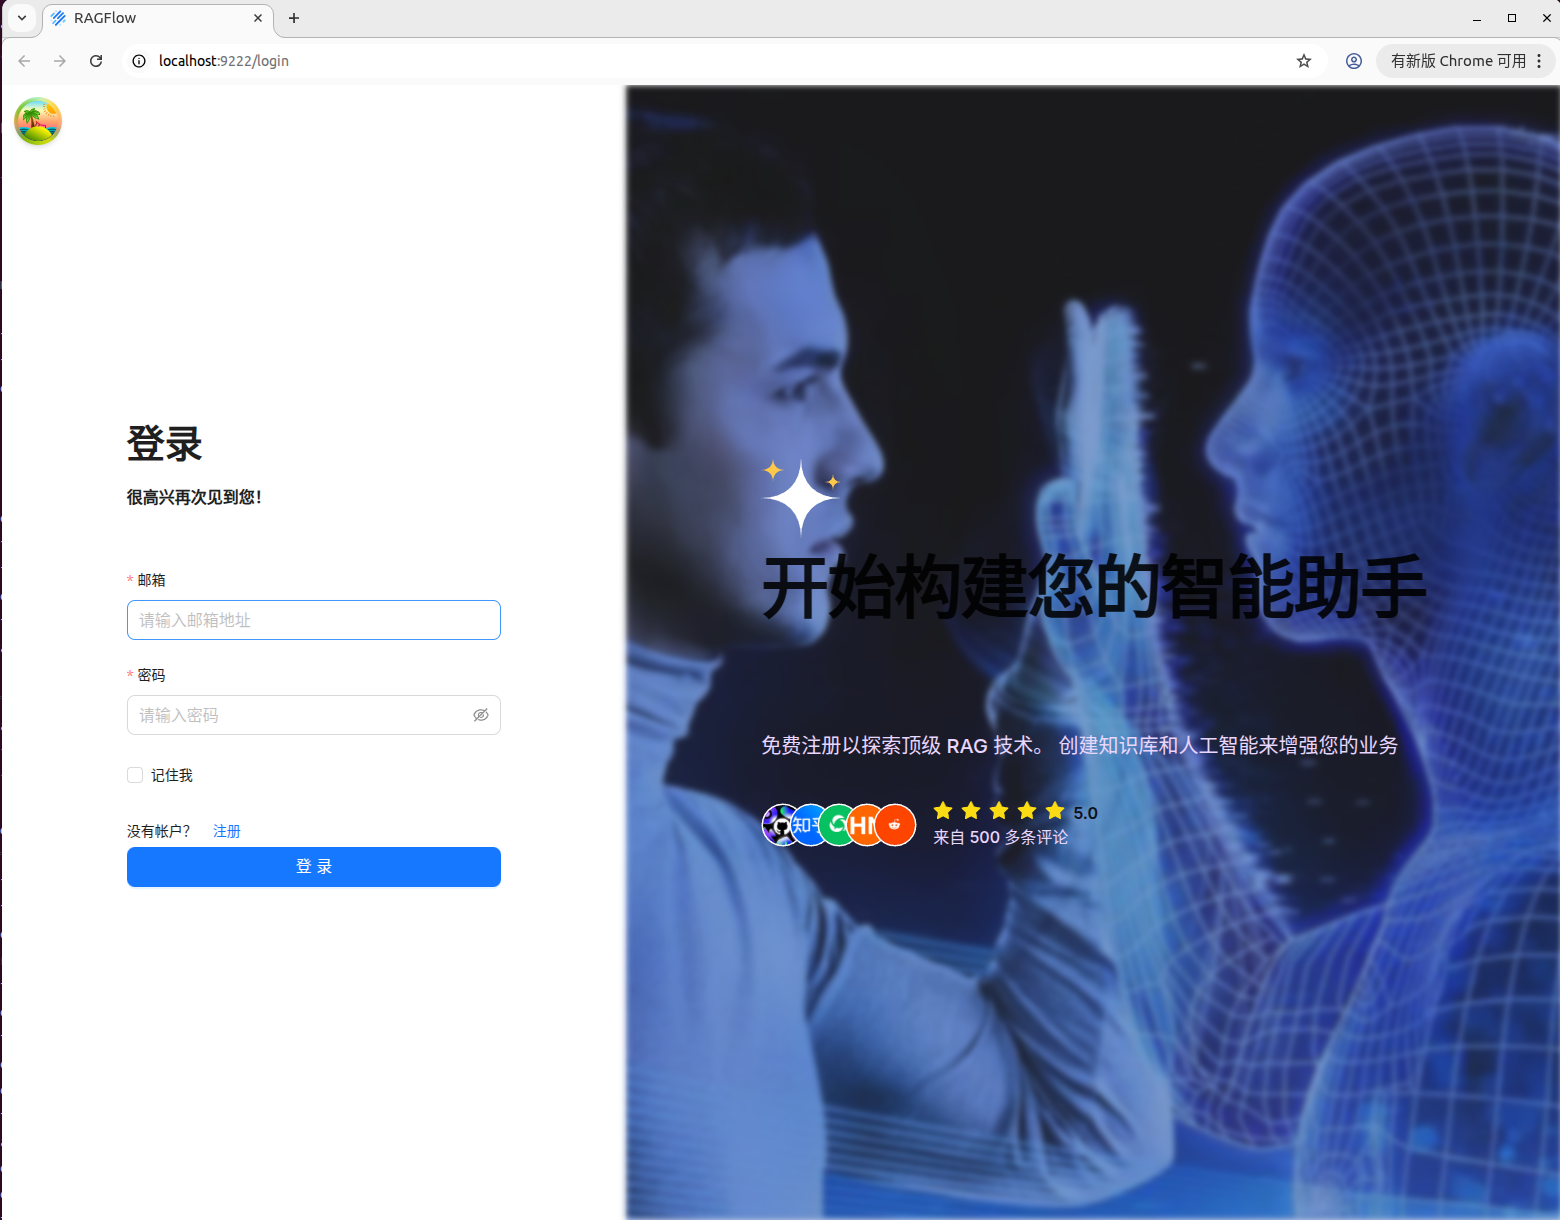 RAGFlow
localhost:9222/login
有新版 Chrome 可用
登录
很高兴再次见到您！
* 邮箱
请输入邮箱地址
* 密码
请输入密码
记住我
没有帐户？ 注册
登 录
开始构建您的智能助手
免费注册以探索顶级 RAG 技术。 创建知识库和人工智能来增强您的业务
知乎
HN
5.0
来自 500 多条评论